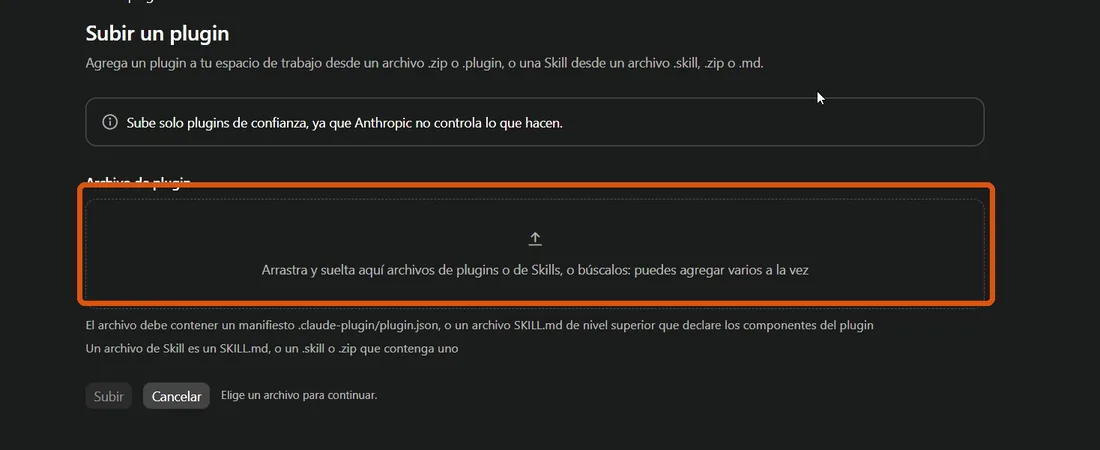 Subir un plugin
Agrega un plugin a tu espacio de trabajo desde un archivo .zip o .plugin, o una Skill desde un archivo .skill, .zip o .md.
Sube solo plugins de confianza, ya que Anthropic no controla lo que hacen.
Archivo de plugin
Arrastra y suelta aquí archivos de plugins o de Skills, o búscalos: puedes agregar varios a la vez
El archivo debe contener un manifiesto .claude-plugin/plugin.json, o un archivo SKILL.md de nivel superior que declare los componentes del plugin
Un archivo de Skill es un SKILL.md, o un .skill o .zip que contenga uno
Subir
Cancelar
Elige un archivo para continuar.